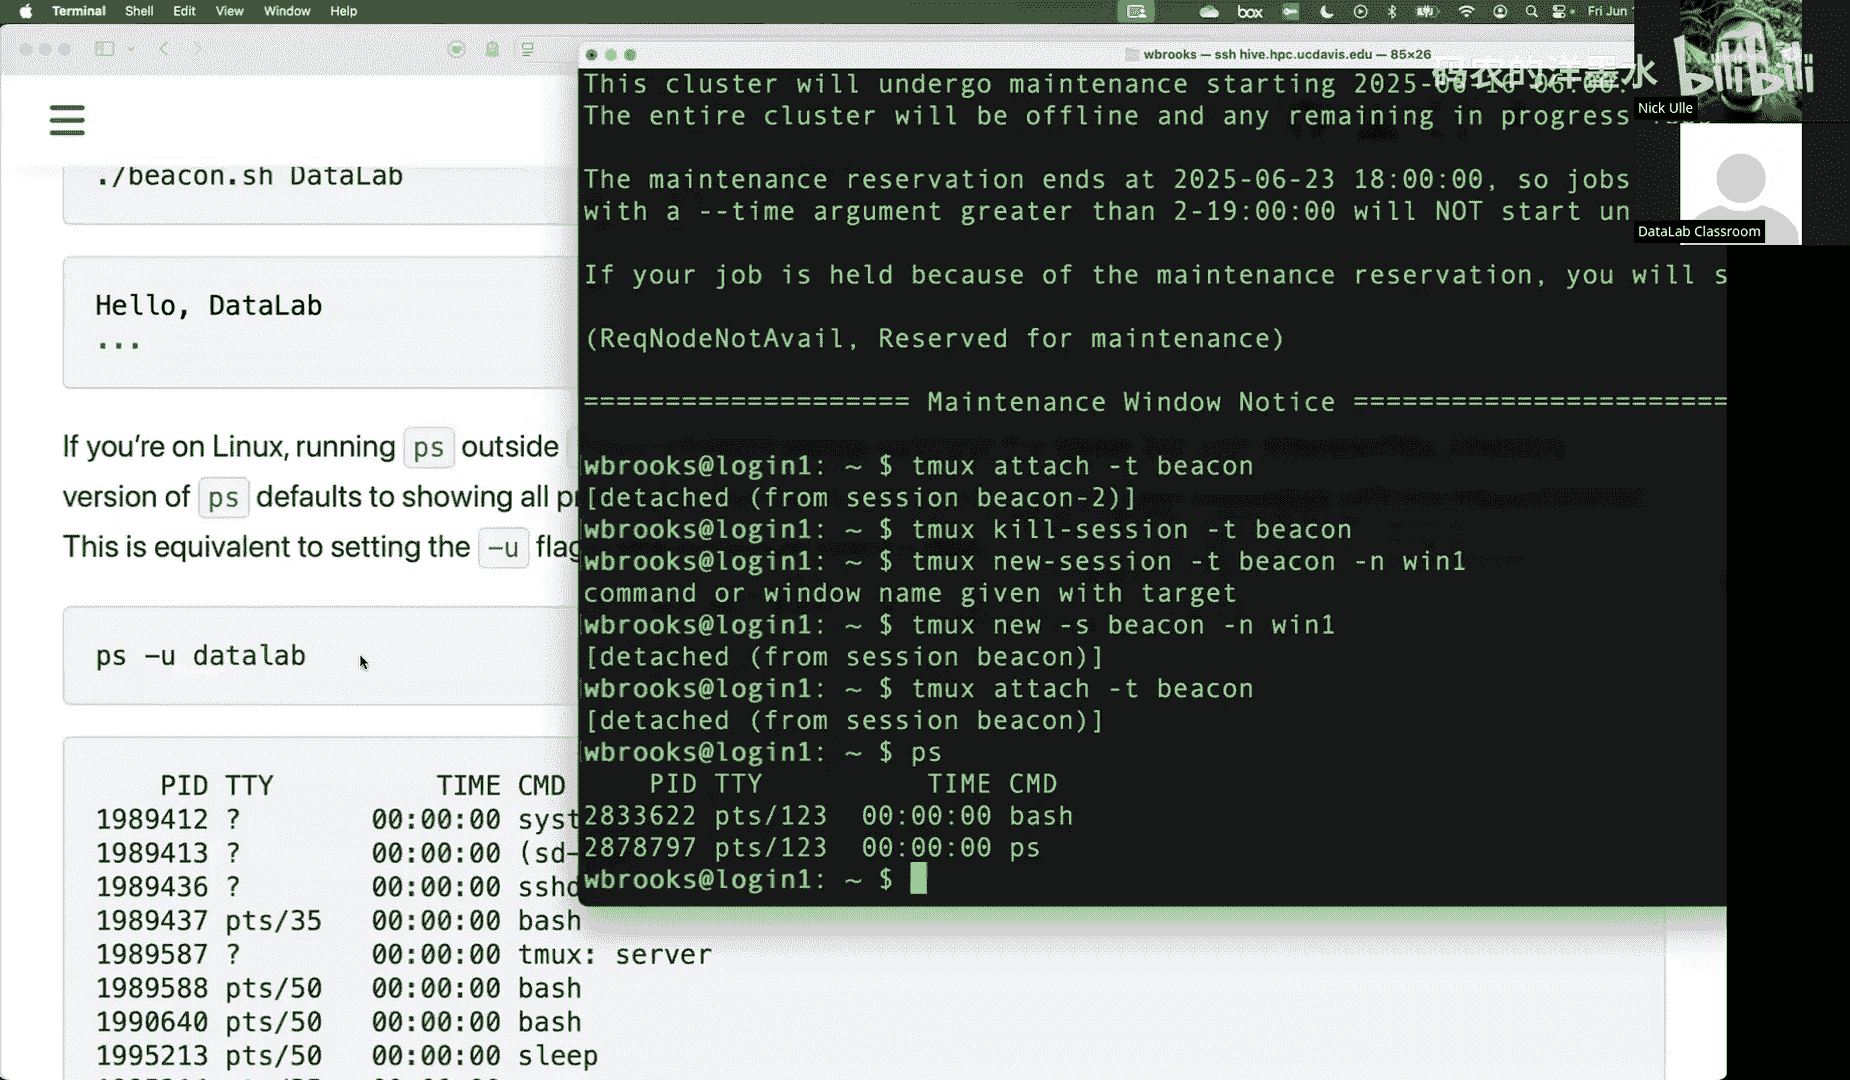 Terminal Shell Edit View Window Help box Fri Jun
wbrooks — ssh hive.hpc.ucdavis.edu — 85×26
码农的洋墨水 bilibili
Nick Ulle
DataLab Classroom
./beacon.sh DataLab
Hello, DataLab
...
If you’re on Linux, running ps outside
version of ps defaults to showing all
This is equivalent to setting the -u
ps -u datalab
PID TTY TIME CMD
1989412 ? 00:00:00 syst
1989413 ? 00:00:00 (sd-
1989436 ? 00:00:00 sshd
1989437 pts/35 00:00:00 bash
1989587 ? 00:00:00 tmux: server
1989588 pts/50 00:00:00 bash
1990640 pts/50 00:00:00 bash
1995213 pts/50 00:00:00 sleep
This cluster will undergo maintenance starting
The entire cluster will be offline and any remaining in progress
The maintenance reservation ends at 2025-06-23 18:00:00, so jobs
with a --time argument greater than 2-19:00:00 will NOT start un
If your job is held because of the maintenance reservation, you will s
(ReqNodeNotAvail, Reserved for maintenance)
==================== Maintenance Window Notice =======================
wbrooks@login1: ~ $ tmux attach -t beacon
[detached (from session beacon-2)]
wbrooks@login1: ~ $ tmux kill-session -t beacon
wbrooks@login1: ~ $ tmux new-session -t beacon -n win1
command or window name given with target
wbrooks@login1: ~ $ tmux new -s beacon -n win1
[detached (from session beacon)]
wbrooks@login1: ~ $ tmux attach -t beacon
[detached (from session beacon)]
wbrooks@login1: ~ $ ps
PID TTY TIME CMD
2833622 pts/123 00:00:00 bash
2878797 pts/123 00:00:00 ps
wbrooks@login1: ~ $